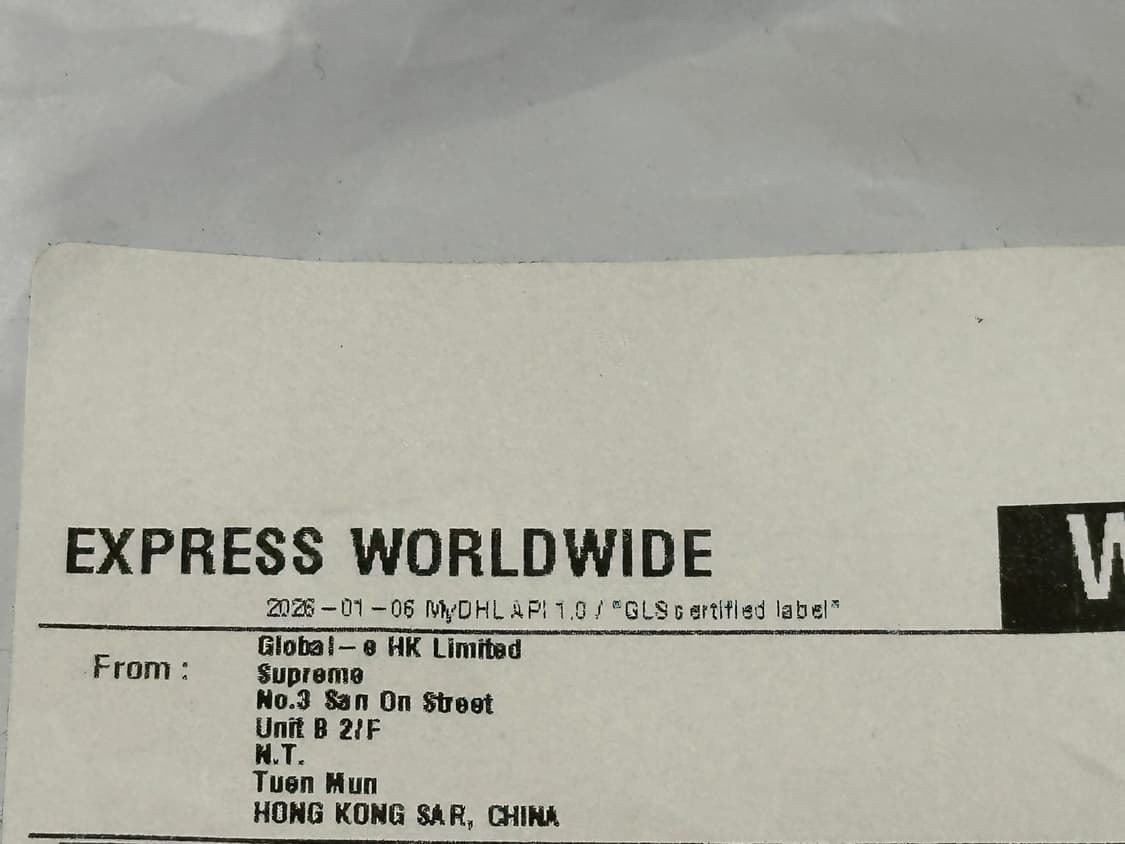 EXPRESS WORLDWIDE
W
2026-01-06 MyDHL API 1.0 / "GLS certified label"
From :
Global-e HK Limited
Supreme
No.3 San On Street
Unit B 2/F
N.T.
Tuen Mun
HONG KONG SAR, CHINA